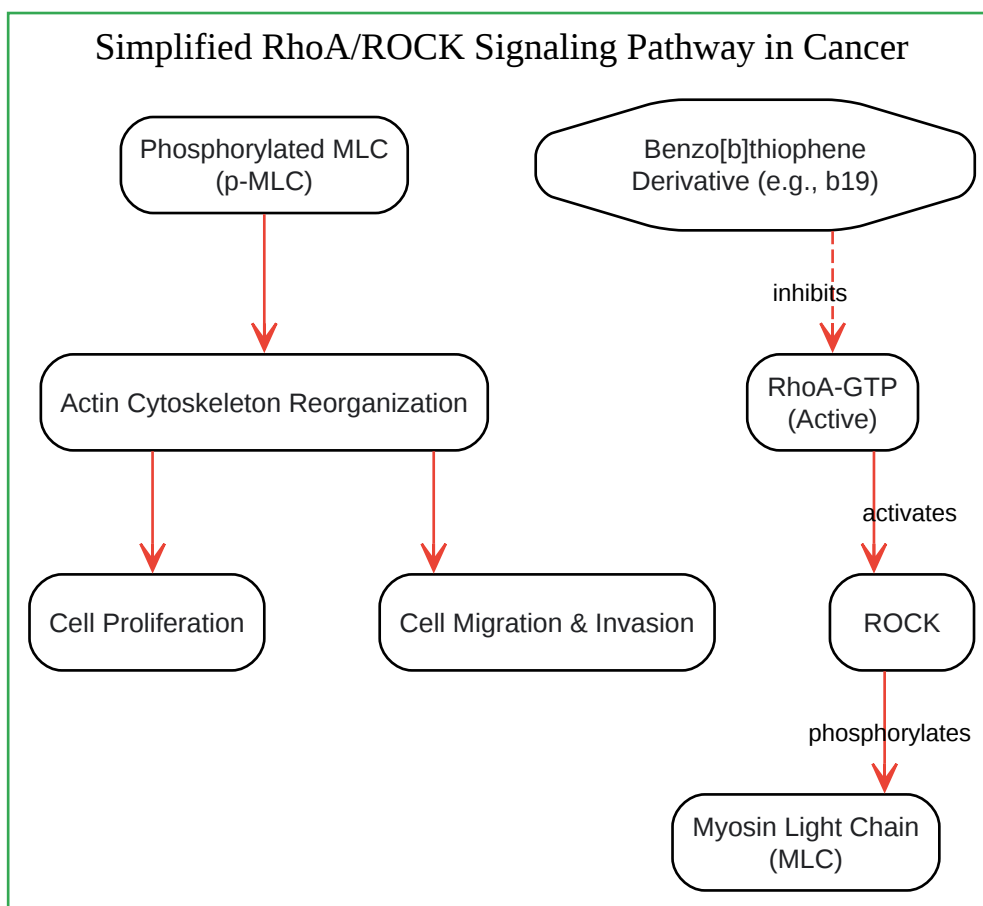 Simplified RhoA/ROCK Signaling Pathway in Cancer
Phosphorylated MLC
(p-MLC)
Benzo[b]thiophene
Derivative (e.g., b19)
inhibits
Actin Cytoskeleton Reorganization
RhoA-GTP
(Active)
activates
Cell Proliferation
Cell Migration & Invasion
ROCK
phosphorylates
Myosin Light Chain
(MLC)